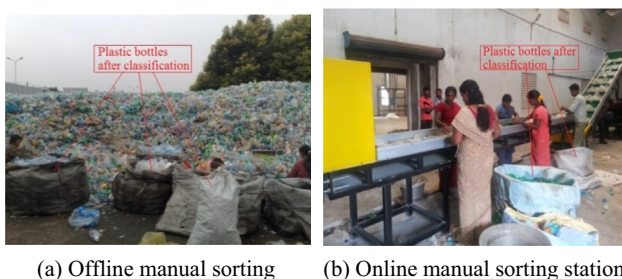 Plastic bottles
after classification
Plastic bottles after
classification
(a) Offline manual sorting
(b) Online manual sorting station